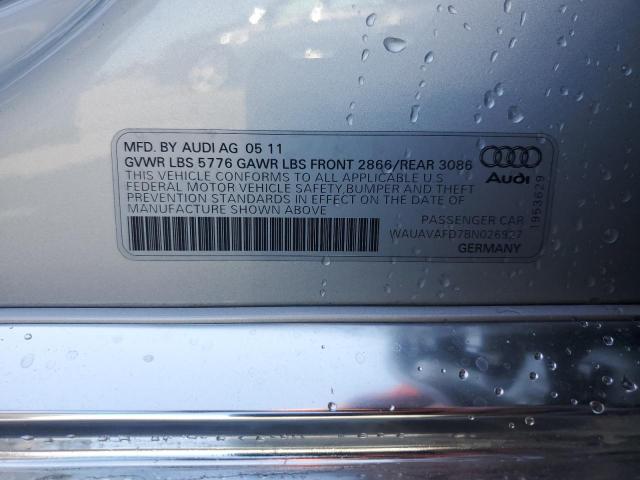 MFD. BY AUDI AG 05 11
GVWR LBS 5776 GAWR LBS FRONT 2866/REAR 3086
THIS VEHICLE CONFORMS TO ALL APPLICABLE U.S.
FEDERAL MOTOR VEHICLE SAFETY,BUMPER AND THEFT
PREVENTION STANDARDS IN EFFECT ON THE DATE OF
MANUFACTURE SHOWN ABOVE
PASSENGER CAR
WAUAVAFD7BN026927
GERMANY
Audi
1953629